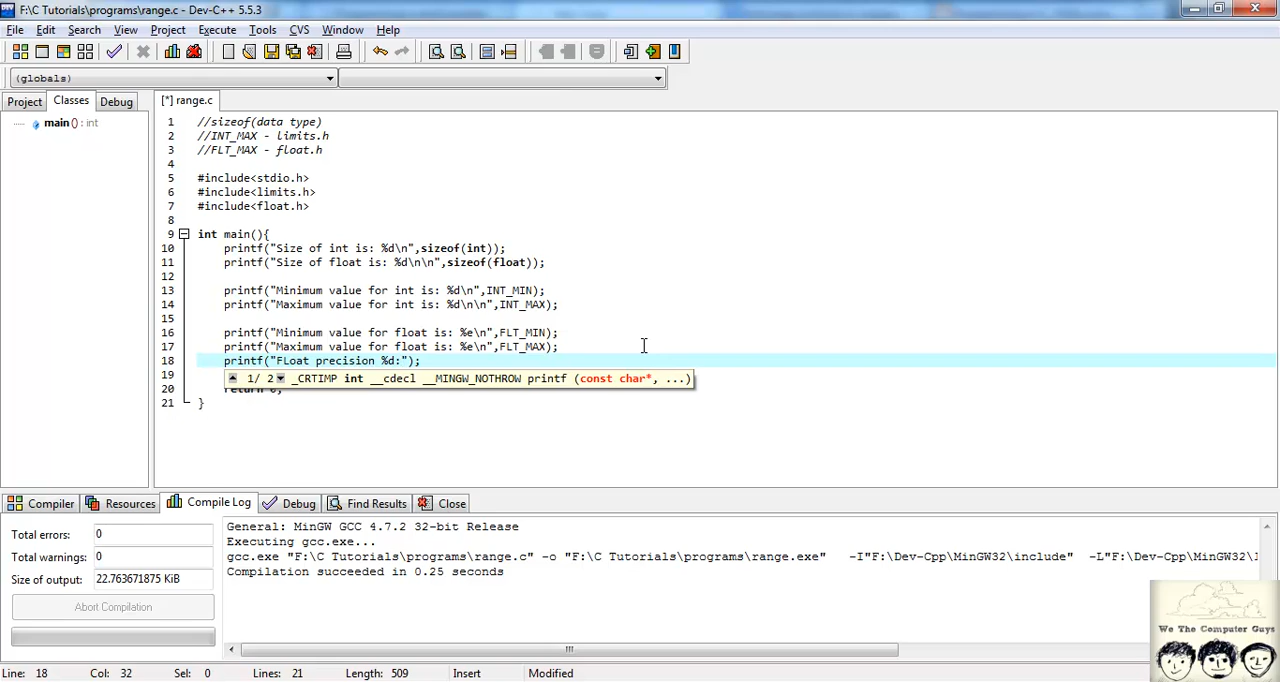 F:\C Tutorials\programs\range.c - Dev-C++ 5.5.3
File Edit Search View Project Execute Tools CVS Window Help
(globals)
Project Classes Debug [*] range.c
main () : int
1 //sizeof(data type)
2 //INT_MAX - limits.h
3 //FLT_MAX - float.h
4
5 #include<stdio.h>
6 #include<limits.h>
7 #include<float.h>
8
9 int main(){
10 printf("Size of int is: %d\n",sizeof(int));
11 printf("Size of float is: %d\n\n",sizeof(float));
12
13 printf("Minimum value for int is: %d\n",INT_MIN);
14 printf("Maximum value for int is: %d\n\n",INT_MAX);
15
16 printf("Minimum value for float is: %e\n",FLT_MIN);
17 printf("Maximum value for float is: %e\n",FLT_MAX);
18 printf("FLoat precision %d:");
19 1/ 2 _CRTIMP int __cdecl __MINGW_NOTHROW printf (const char*, ...)
20 return 0;
21 }
Compiler Resources Compile Log Debug Find Results Close
Total errors: 0
Total warnings: 0
Size of output: 22.763671875 KiB
Abort Compilation
General: MinGW GCC 4.7.2 32-bit Release
Executing gcc.exe...
gcc.exe "F:\C Tutorials\programs\range.c" -o "F:\C Tutorials\programs\range.exe" -I"F:\Dev-Cpp\MinGW32\include" -L"F:\Dev-Cpp\MinGW32\l
Compilation succeeded in 0.25 seconds
We The Computer Guys
Line: 18 Col: 32 Sel: 0 Lines: 21 Length: 509 Insert Modified